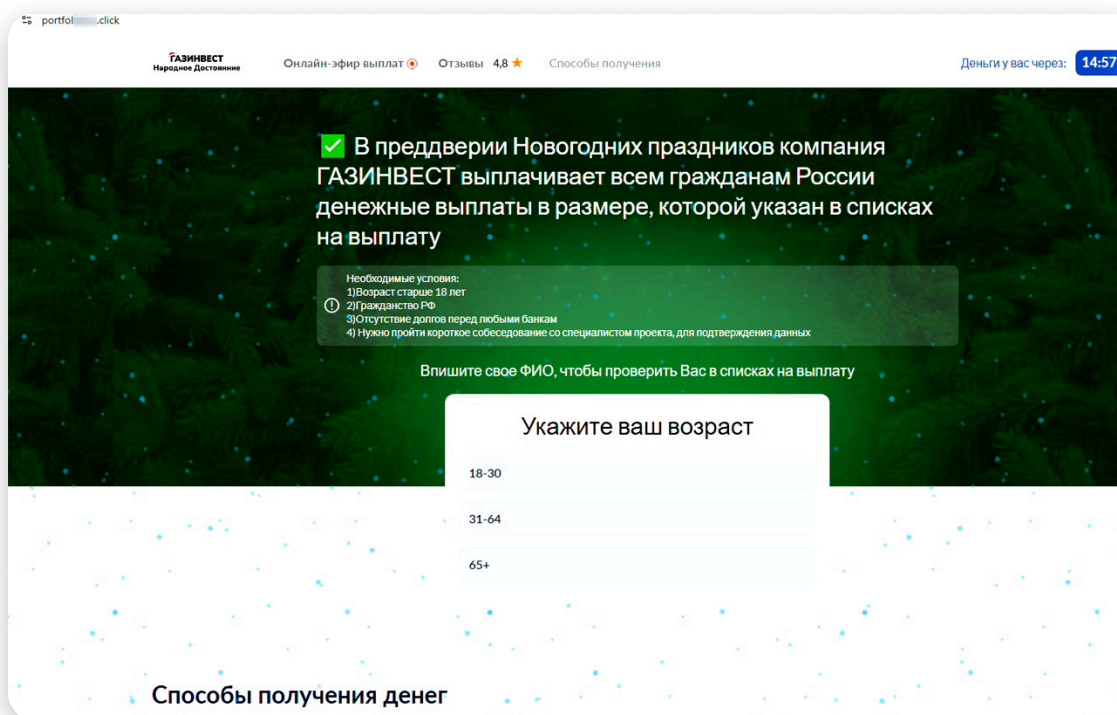 portfol
.click
ГАЗИНВЕСТ
Народное Достояние
Онлайн-эфир выплат
Отзывы 4,8
Способы получения
Деньги у вас через: 14:57
В преддверии Новогодних праздников компания
ГАЗИНВЕСТ выплачивает всем гражданам России
денежные выплаты в размере, которой указан в списках
на выплату
Необходимые условия:
1)Возраст старше 18 лет
2)Гражданство РФ
3)Отсутствие долгов перед любыми банкам
4) Нужно пройти короткое собеседование со специалистом проекта, для подтверждения данных
Впишите свое ФИО, чтобы проверить Вас в списках на выплату
Укажите ваш возраст
18-30
31-64
65+
Способы получения денег